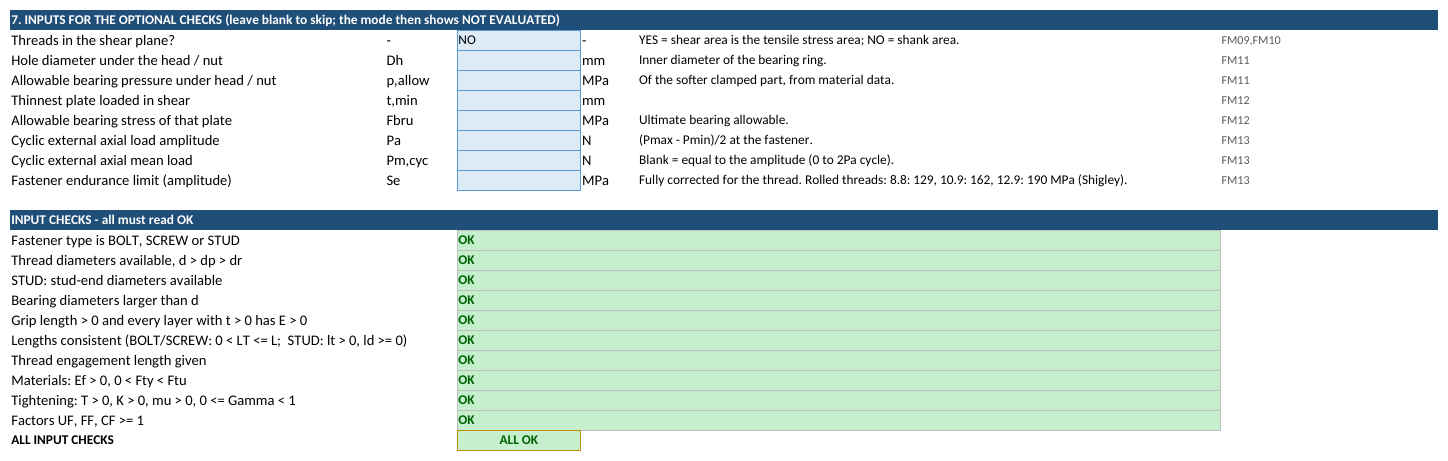 7. INPUTS FOR THE OPTIONAL CHECKS (leave blank to skip; the mode then shows NOT EVALUATED)
Threads in the shear plane? - NO - YES = shear area is the tensile stress area; NO = shank area. FM09,FM10
Hole diameter under the head / nut Dh mm Inner diameter of the bearing ring. FM11
Allowable bearing pressure under head / nut p,allow MPa Of the softer clamped part, from material data. FM11
Thinnest plate loaded in shear t,min mm FM12
Allowable bearing stress of that plate Fbru MPa Ultimate bearing allowable. FM12
Cyclic external axial load amplitude Pa N (Pmax - Pmin)/2 at the fastener. FM13
Cyclic external axial mean load Pm,cyc N Blank = equal to the amplitude (0 to 2Pa cycle). FM13
Fastener endurance limit (amplitude) Se MPa Fully corrected for the thread. Rolled threads: 8.8: 129, 10.9: 162, 12.9: 190 MPa (Shigley). FM13
INPUT CHECKS - all must read OK
Fastener type is BOLT, SCREW or STUD OK
Thread diameters available, d > dp > dr OK
STUD: stud-end diameters available OK
Bearing diameters larger than d OK
Grip length > 0 and every layer with t > 0 has E > 0 OK
Lengths consistent (BOLT/SCREW: 0 < LT <= L; STUD: lt > 0, ld >= 0) OK
Thread engagement length given OK
Materials: Ef > 0, 0 < Fty < Ftu OK
Tightening: T > 0, K > 0, mu > 0, 0 <= Gamma < 1 OK
Factors UF, FF, CF >= 1 OK
ALL INPUT CHECKS ALL OK